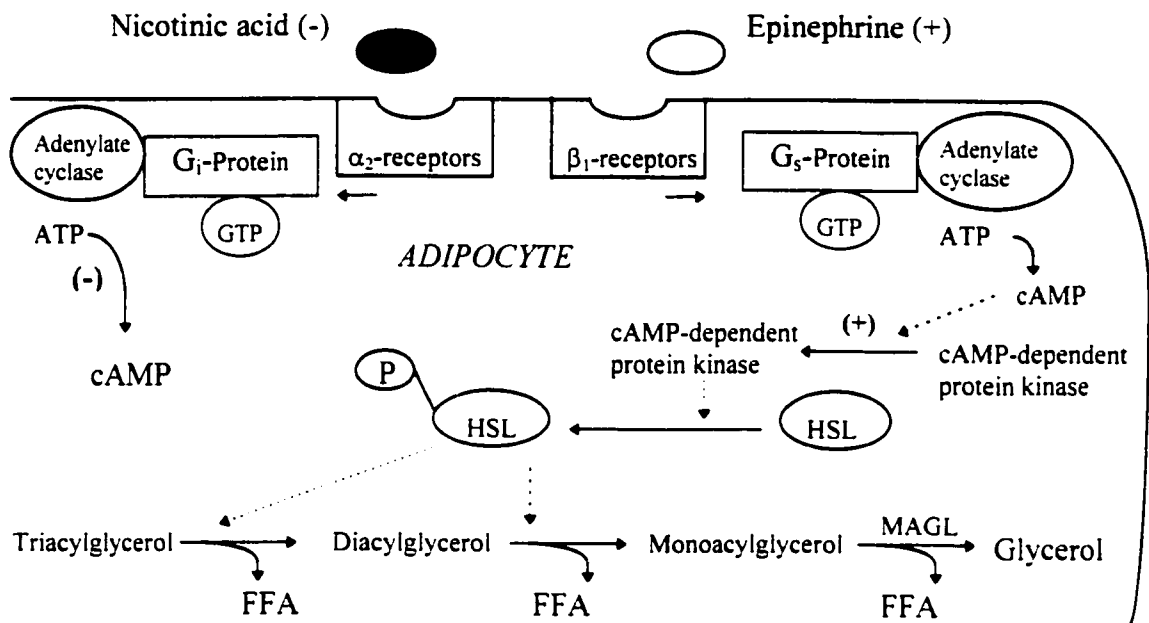 Nicotinic acid (-)
Epinephrine (+)
Adenylate
cyclase
Gi-Protein
GTP
α2-receptors
β1-receptors
Gs-Protein
GTP
Adenylate
cyclase
ATP
(-)
cAMP
ADIPOCYTE
ATP
cAMP
(+)
cAMP-dependent
protein kinase
cAMP-dependent
protein kinase
P
HSL
HSL
Triacylglycerol
Diacylglycerol
Monoacylglycerol
MAGL
Glycerol
FFA
FFA
FFA